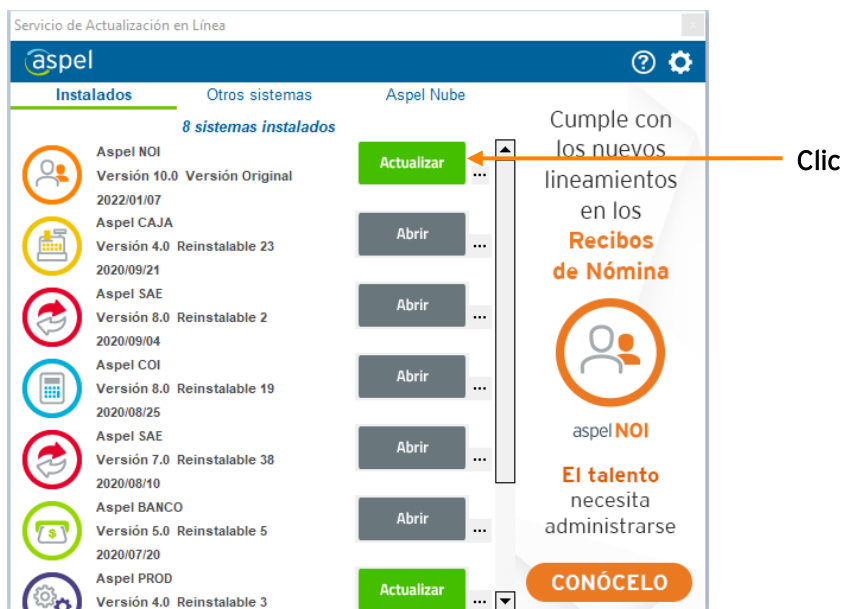 Servicio de Actualización en Línea
x
aspel
?
Instalados Otros sistemas Aspel Nube
8 sistemas instalados
Aspel NOI
Versión 10.0 Versión Original
2022/01/07
Actualizar
...
Aspel CAJA
Versión 4.0 Reinstalable 23
2020/09/21
Abrir
...
Aspel SAE
Versión 8.0 Reinstalable 2
2020/09/04
Abrir
...
Aspel COI
Versión 8.0 Reinstalable 19
2020/08/25
Abrir
...
Aspel SAE
Versión 7.0 Reinstalable 38
2020/08/10
Abrir
...
Aspel BANCO
Versión 5.0 Reinstalable 5
2020/07/20
Abrir
...
$
Aspel PROD
Versión 4.0 Reinstalable 3
Actualizar
...
Cumple con
los nuevos
lineamientos
en los
Recibos
de Nómina
aspel NOI
El talento
necesita
administrarse
CONÓCELO
Clic